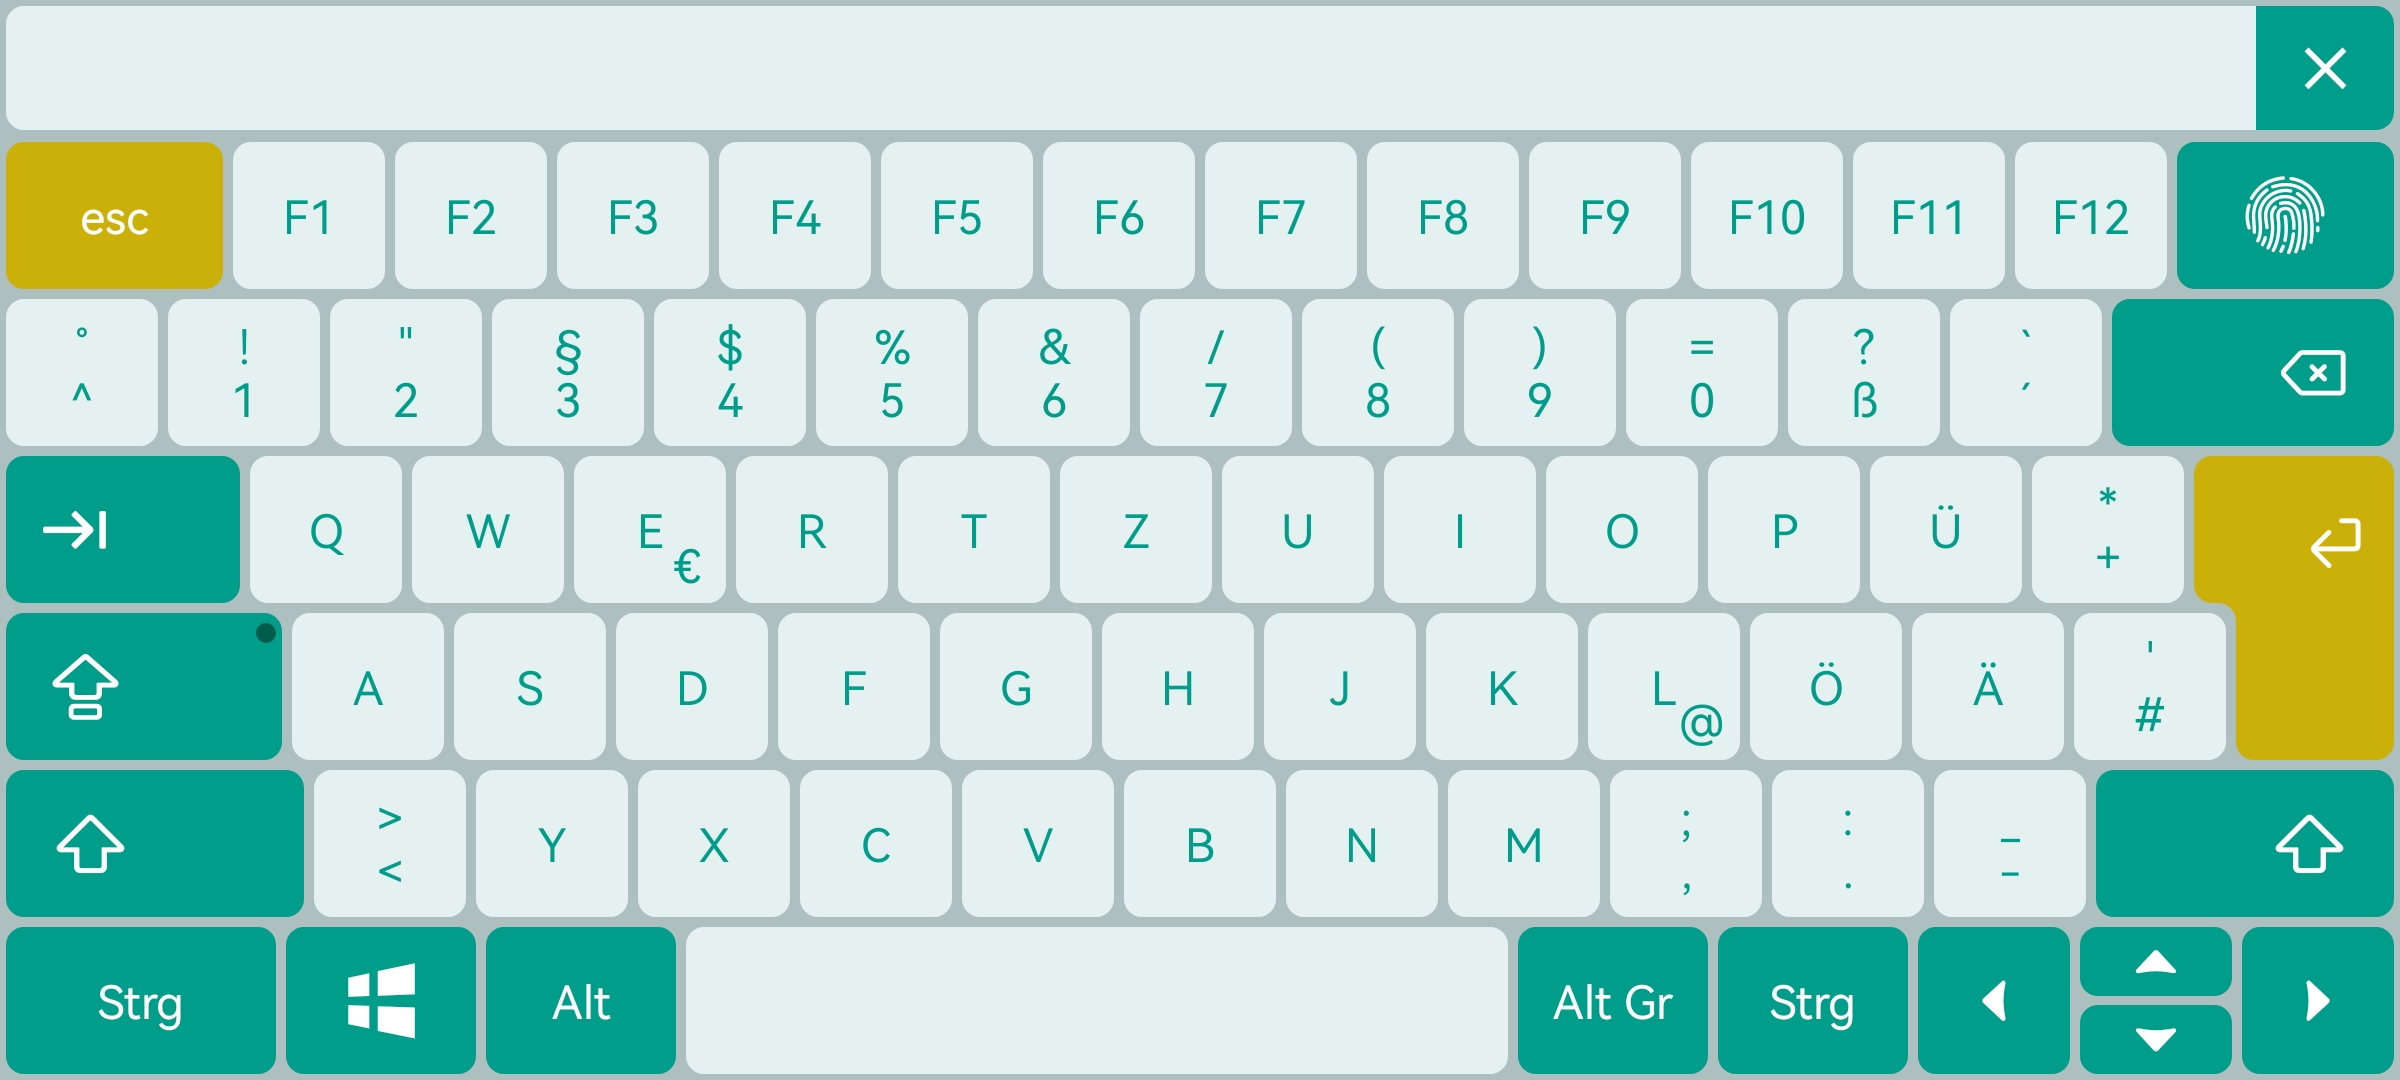 esc F1 F2 F3 F4 F5 F6 F7 F8 F9 F10 F11 F12
° ! " § $ % & / ( ) = ? `
^ 1 2 3 4 5 6 7 8 9 0 ß ´
Q W E € R T Z U I O P Ü * +
A S D F G H J K L @ Ö Ä ' #
> < Y X C V B N M ; , : . _ -
Strg Alt Alt Gr Strg